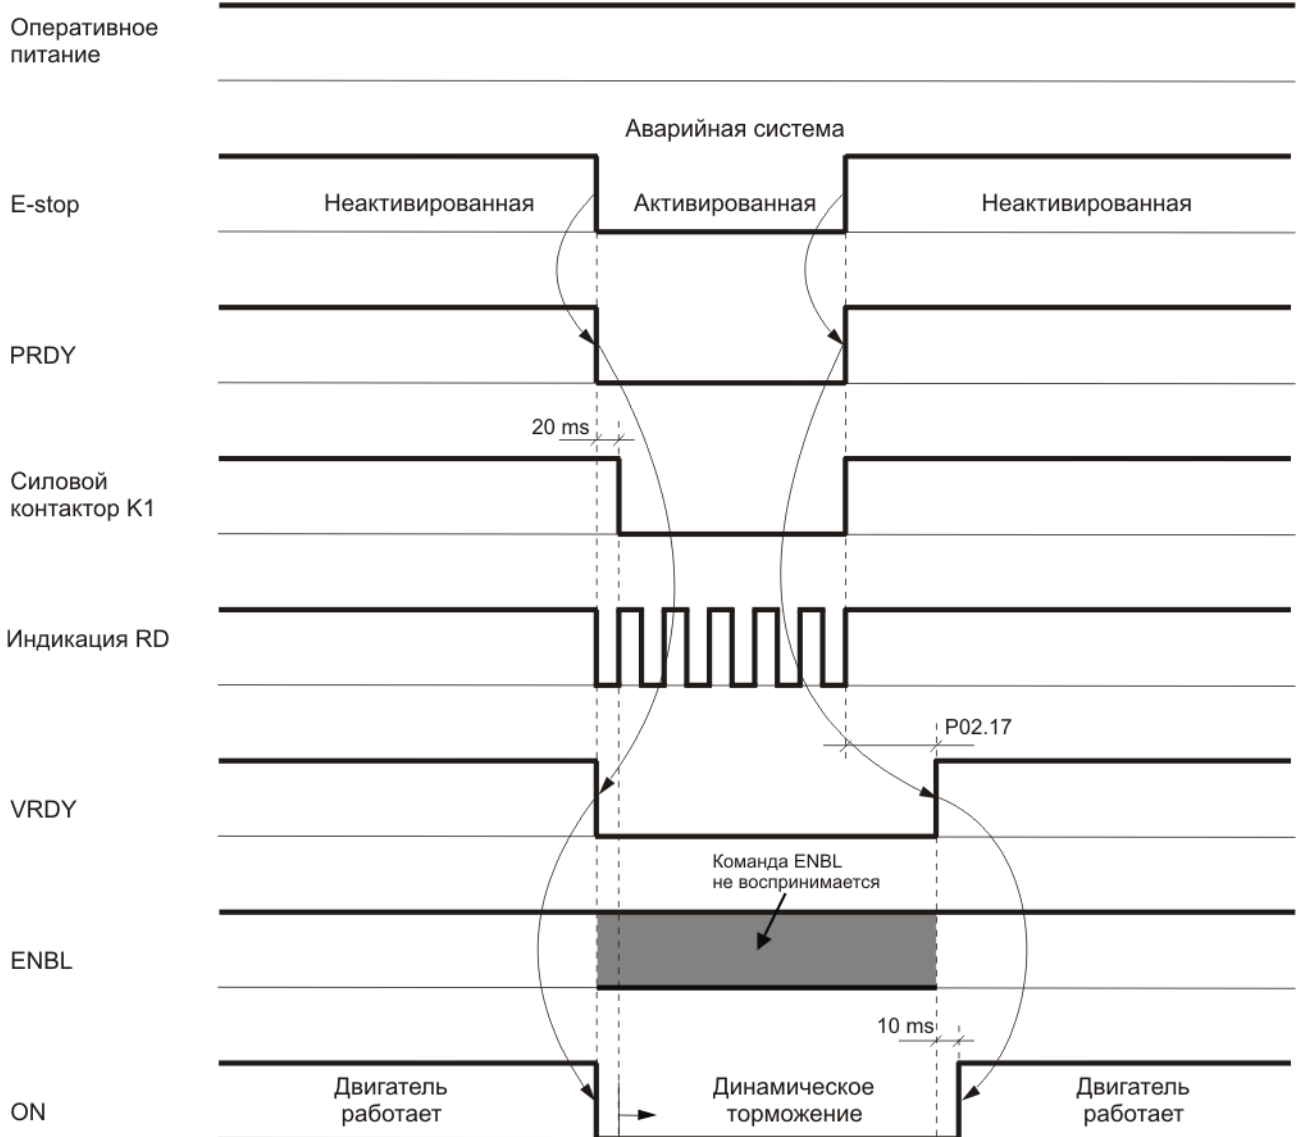 Оперативное
питание
Аварийная система
E-stop
Неактивированная
Активированная
Неактивированная
PRDY
20 ms
Силовой
контактор K1
Индикация RD
P02.17
VRDY
Команда ENBL
не воспринимается
ENBL
10 ms
ON
Двигатель
работает
Динамическое
торможение
Двигатель
работает